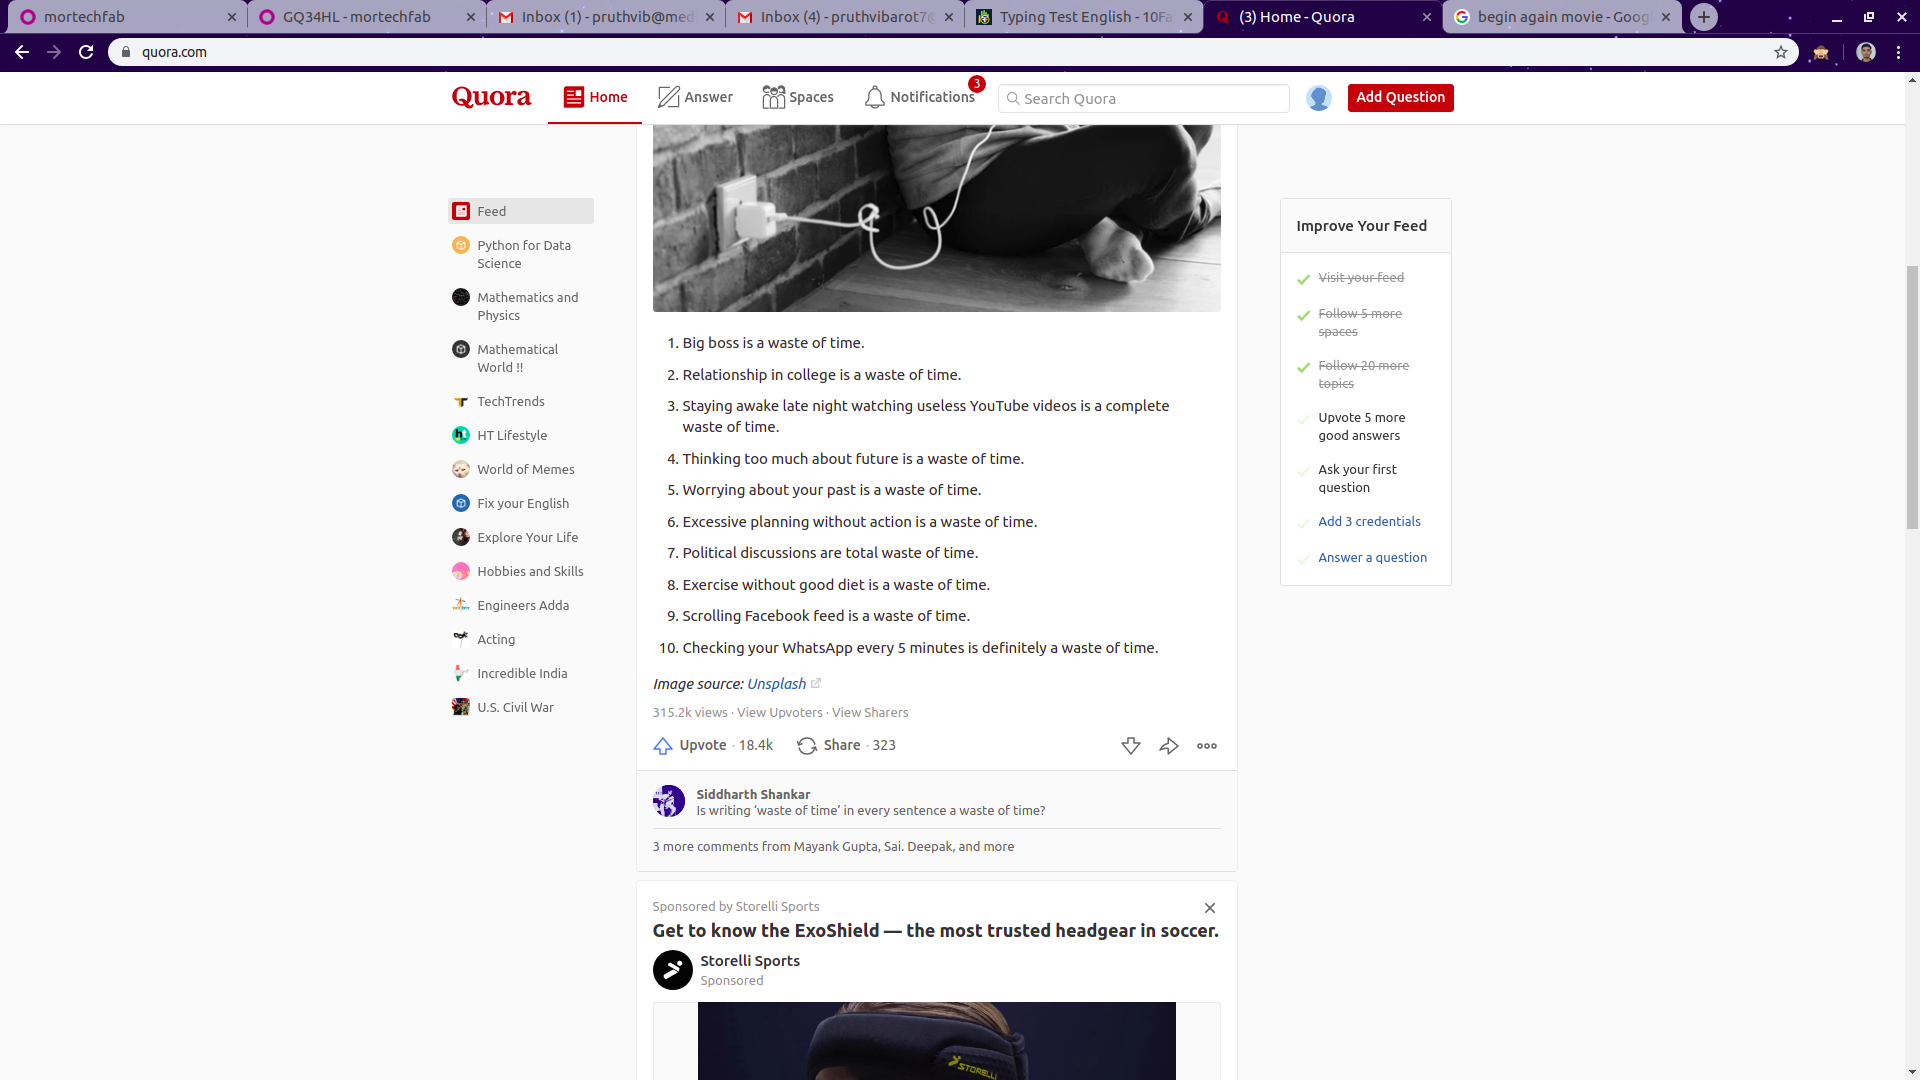 mortechfab
GQ34HL - mortechfab
Inbox (1) - pruthvib@med
Inbox (4) - pruthvibarot7@
Typing Test English - 10Fa
(3) Home - Quora
begin again movie - Goog
quora.com
Quora
Home
Answer
Spaces
Notifications
3
Search Quora
Add Question
Feed
Python for Data
Science
Mathematics and
Physics
Mathematical
World !!
TechTrends
HT Lifestyle
World of Memes
Fix your English
Explore Your Life
Hobbies and Skills
Engineers Adda
Acting
Incredible India
U.S. Civil War
1. Big boss is a waste of time.
2. Relationship in college is a waste of time.
3. Staying awake late night watching useless YouTube videos is a complete
waste of time.
4. Thinking too much about future is a waste of time.
5. Worrying about your past is a waste of time.
6. Excessive planning without action is a waste of time.
7. Political discussions are total waste of time.
8. Exercise without good diet is a waste of time.
9. Scrolling Facebook feed is a waste of time.
10. Checking your WhatsApp every 5 minutes is definitely a waste of time.
Image source: Unsplash
315.2k views · View Upvoters · View Sharers
Upvote · 18.4k
Share · 323
Siddharth Shankar
Is writing ‘waste of time’ in every sentence a waste of time?
3 more comments from Mayank Gupta, Sai. Deepak, and more
Sponsored by Storelli Sports
Get to know the ExoShield — the most trusted headgear in soccer.
Storelli Sports
Sponsored
STORELLI
Improve Your Feed
Visit your feed
Follow 5 more
spaces
Follow 20 more
topics
Upvote 5 more
good answers
Ask your first
question
Add 3 credentials
Answer a question